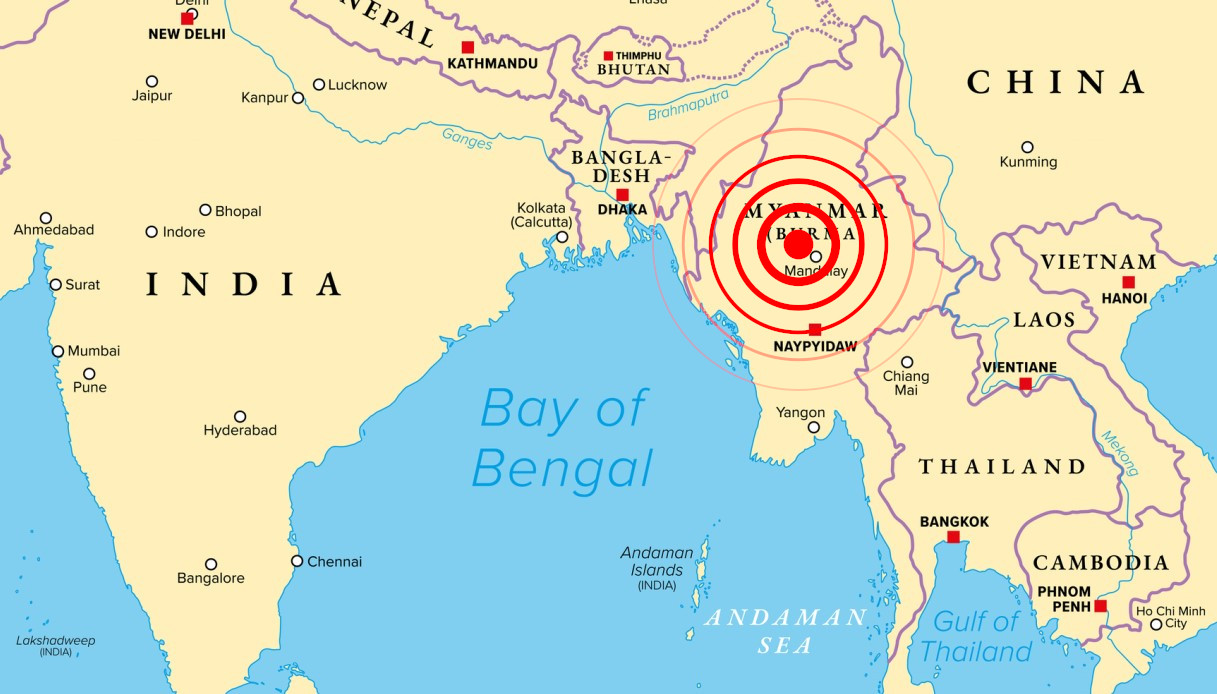 Delhi
NEW DELHI
NEPAL
KATHMANDU
Lhasa
THIMPHU
BHUTAN
CHINA
Jaipur
Kanpur
Lucknow
Brahmaputra
Ganges
BANGLA-
DESH
DHAKA
Kunming
Kolkata
(Calcutta)
MYANMAR
(BURMA
Mandalay
NAYPYIDAW
Ahmedabad
Bhopal
Indore
INDIA
Surat
Mumbai
Pune
Hyderabad
VIETNAM
HANOI
LAOS
VIENTIANE
Chiang
Mai
Yangon
Bay of
Bengal
Mekong
THAILAND
BANGKOK
CAMBODIA
PHNOM
PENH
Ho Chi Minh
City
Chennai
Bangalore
Andaman
Islands
(INDIA)
ANDAMAN
SEA
Gulf of
Thailand
Lakshadweep
(INDIA)